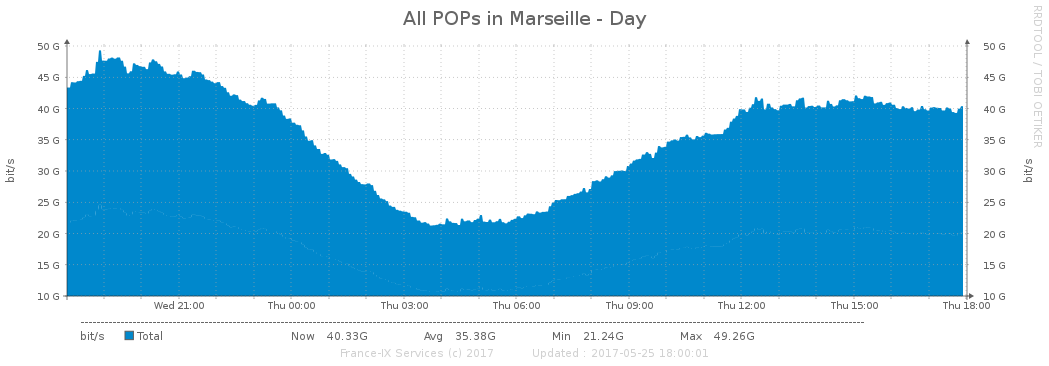 All POPs in Marseille - Day
RRDTOOL / TOBI OETIKER
bit/s
50 G 50 G
45 G 45 G
40 G 40 G
35 G 35 G
30 G 30 G
25 G 25 G
20 G 20 G
15 G 15 G
10 G 10 G
bit/s
Wed 21:00 Thu 00:00 Thu 03:00 Thu 06:00 Thu 09:00 Thu 12:00 Thu 15:00 Thu 18:00
bit/s Total Now 40.33G Avg 35.38G Min 21.24G Max 49.26G
France-IX Services (c) 2017 Updated : 2017-05-25 18:00:01